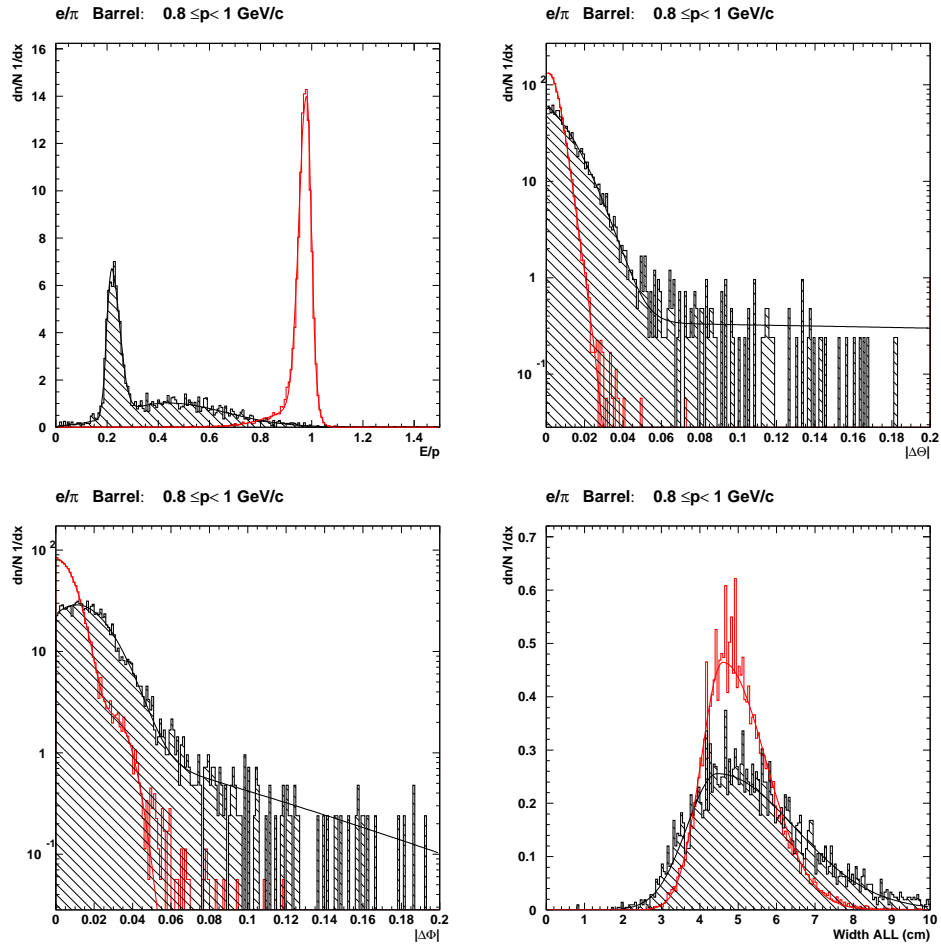 e/π Barrel: 0.8 ≤p< 1 GeV/c
dn/N 1/dx
16
14
12
10
8
6
4
2
0
0 0.2 0.4 0.6 0.8 1 1.2 1.4
E/p
e/π Barrel: 0.8 ≤p< 1 GeV/c
dn/N 1/dx
10 2
10
1
10 -1
0 0.02 0.04 0.06 0.08 0.1 0.12 0.14 0.16 0.18 0.2
|ΔΘ|
e/π Barrel: 0.8 ≤p< 1 GeV/c
dn/N 1/dx
10 2
10
1
10 -1
0 0.02 0.04 0.06 0.08 0.1 0.12 0.14 0.16 0.18 0.2
|ΔΦ|
e/π Barrel: 0.8 ≤p< 1 GeV/c
dn/N 1/dx
0.7
0.6
0.5
0.4
0.3
0.2
0.1
0
0 1 2 3 4 5 6 7 8 9 10
Width ALL (cm)